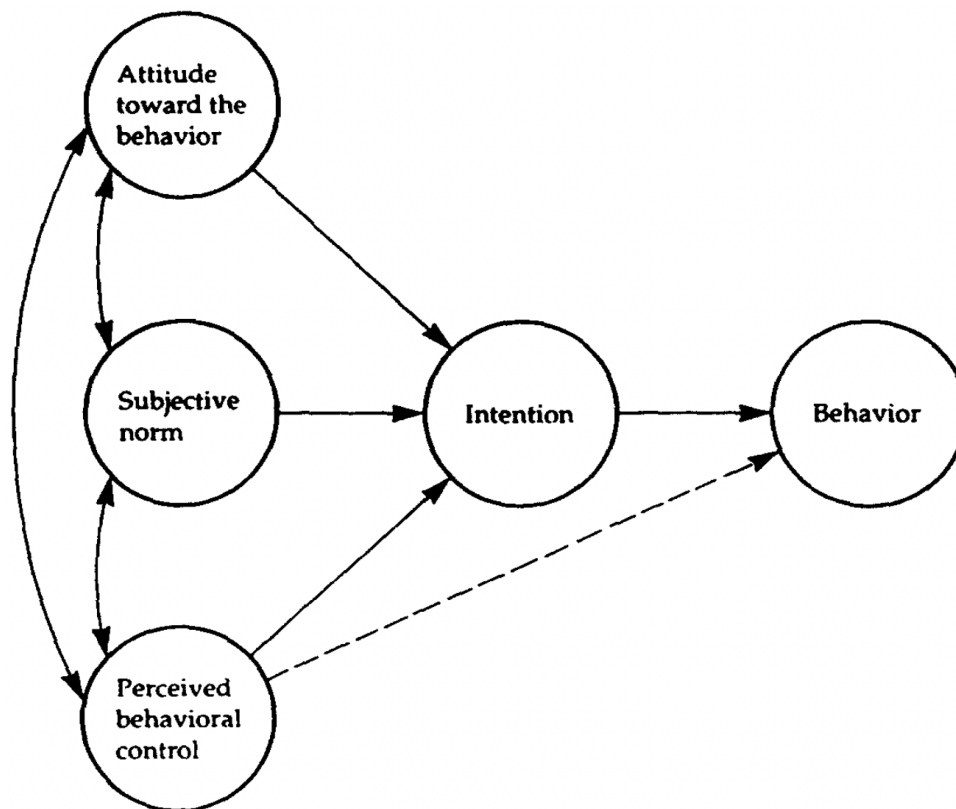 Attitude
toward the
behavior
Subjective
norm
Intention
Behavior
Perceived
behavioral
control